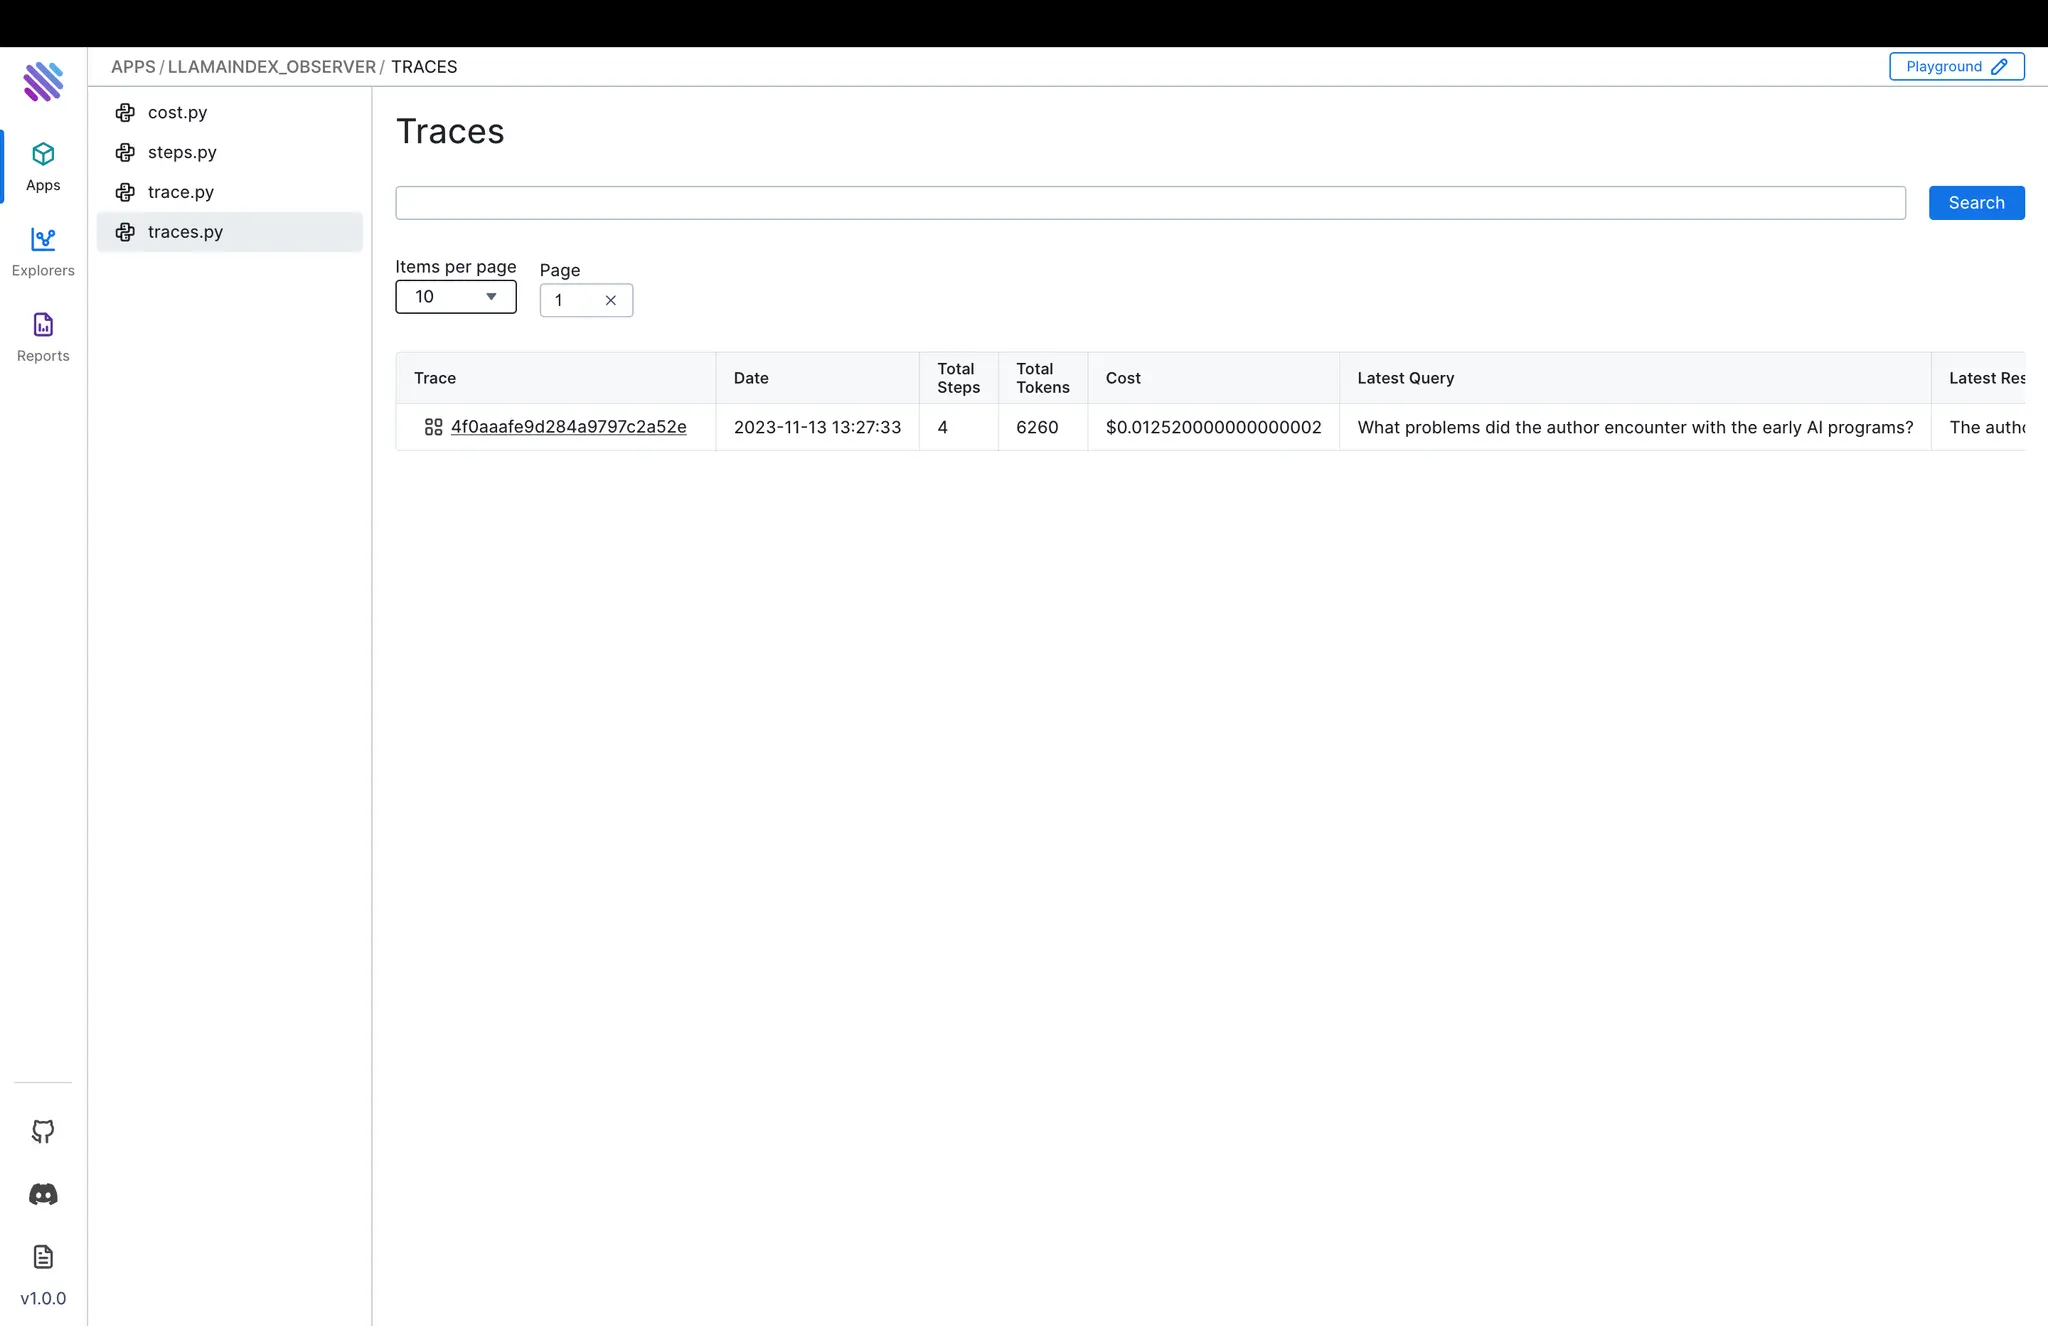 APPS / LLAMAINDEX_OBSERVER / TRACES
Playground
cost.py
steps.py
trace.py
traces.py
Apps
Explorers
Reports
v1.0.0
Traces
Search
Items per page
10
Page
1
Trace Date Total Steps Total Tokens Cost Latest Query Latest Res
4f0aaafe9d284a9797c2a52e 2023-11-13 13:27:33 4 6260 $0.012520000000000002 What problems did the author encounter with the early AI programs? The autho